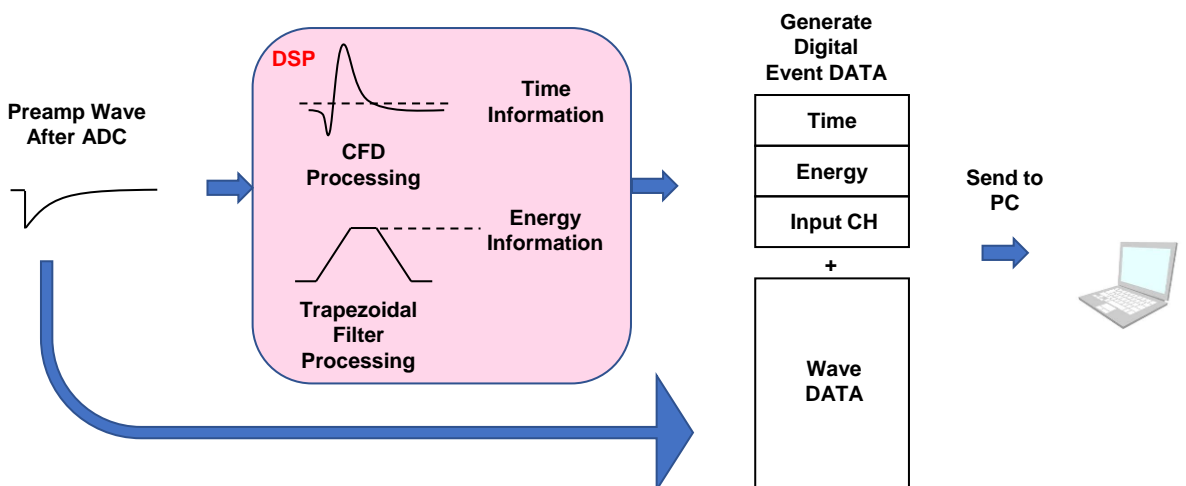 Preamp Wave
After ADC
DSP
CFD
Processing
Time
Information
Trapezoidal
Filter
Processing
Energy
Information
Generate
Digital
Event DATA
Time
Energy
Input CH
+
Wave
DATA
Send to
PC